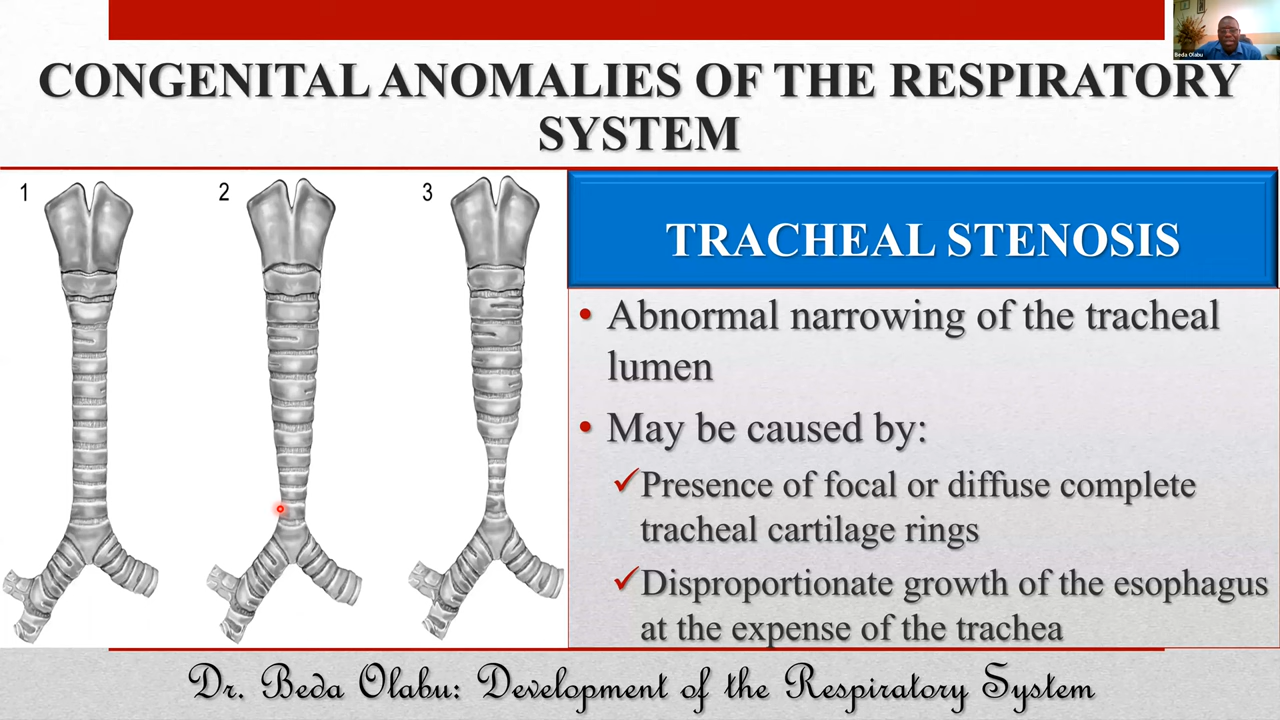 Beda Olabu
CONGENITAL ANOMALIES OF THE RESPIRATORY
SYSTEM
1
2
3
TRACHEAL STENOSIS
• Abnormal narrowing of the tracheal
lumen
• May be caused by:
✓Presence of focal or diffuse complete
tracheal cartilage rings
✓Disproportionate growth of the esophagus
at the expense of the trachea
Dr. Beda Olabu: Development of the Respiratory System